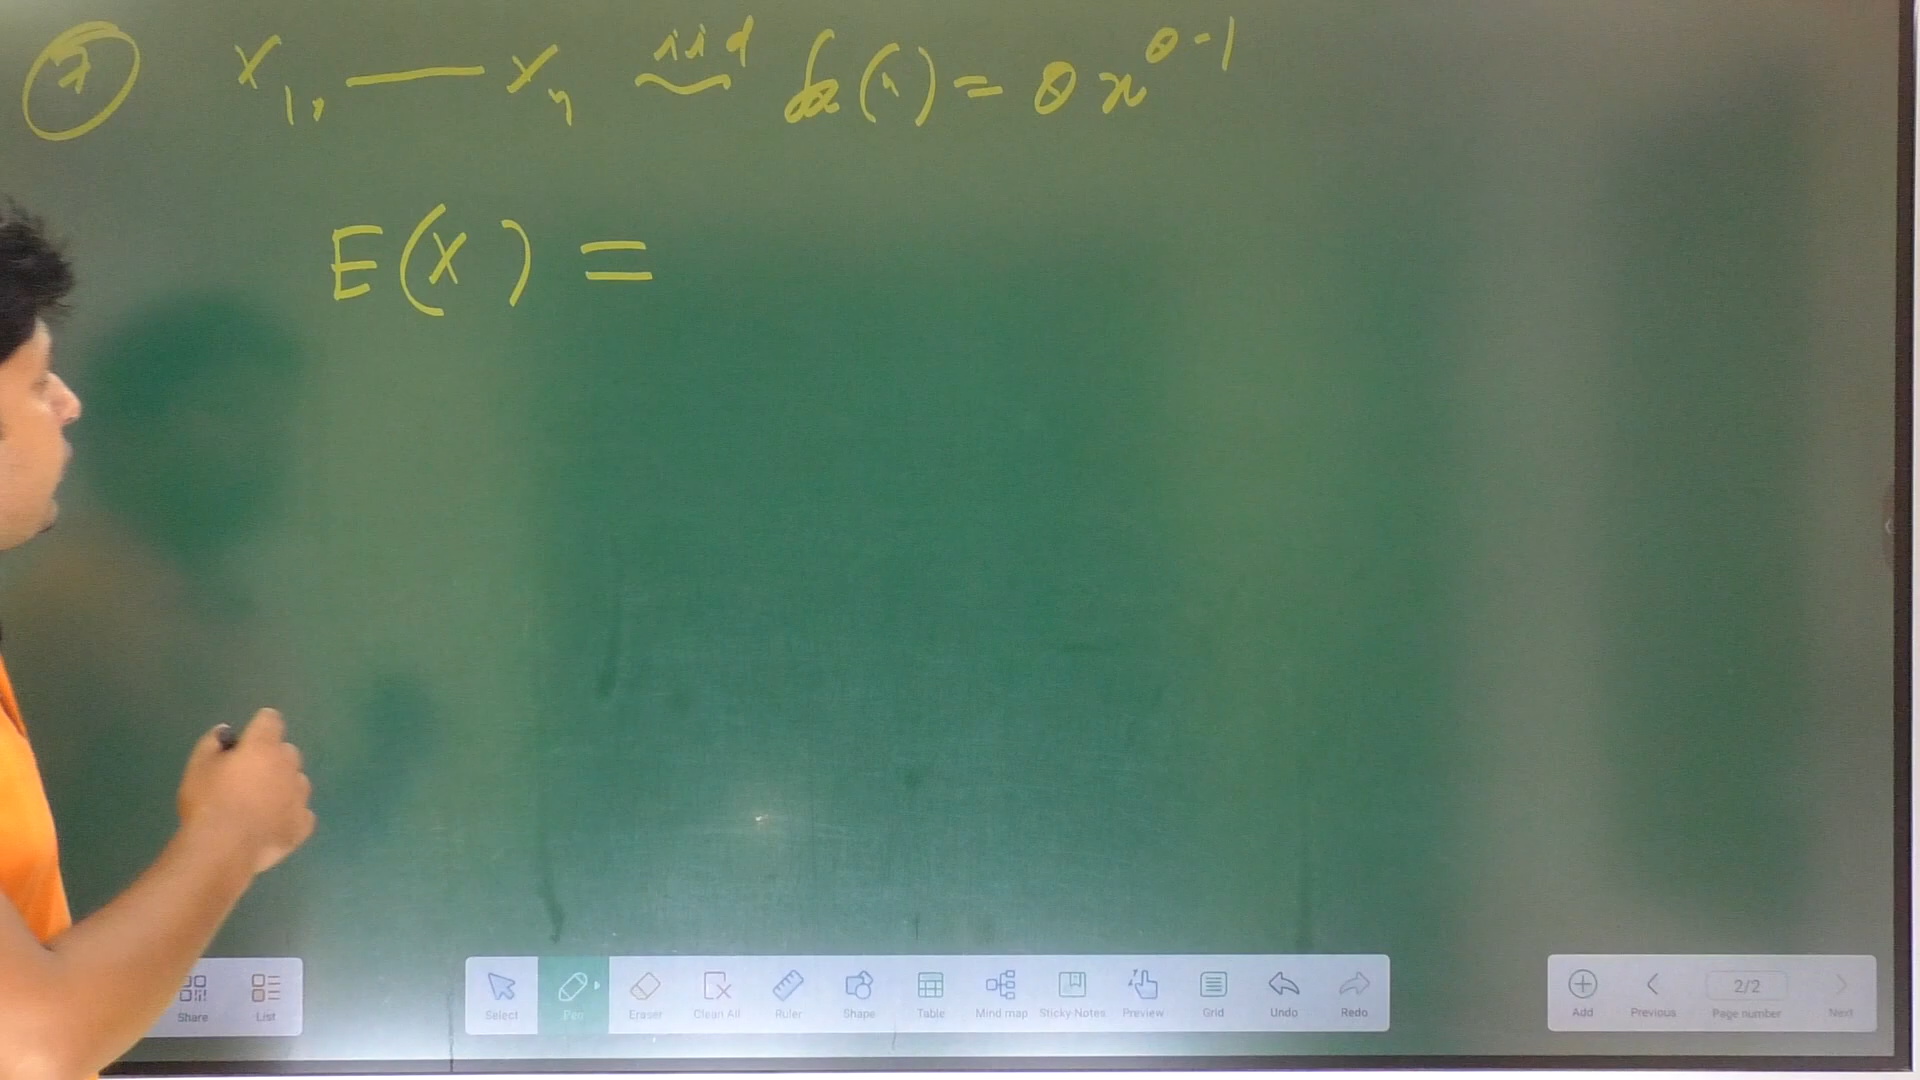 7 X₁, — Xₙ iid ~ fx(x) = θ x^θ-1
E(X) =
Share List Select Pen Eraser Clean All Ruler Shape Table Mind map Sticky Notes Preview Grid Undo Redo Add Previous 2/2 Page number Next